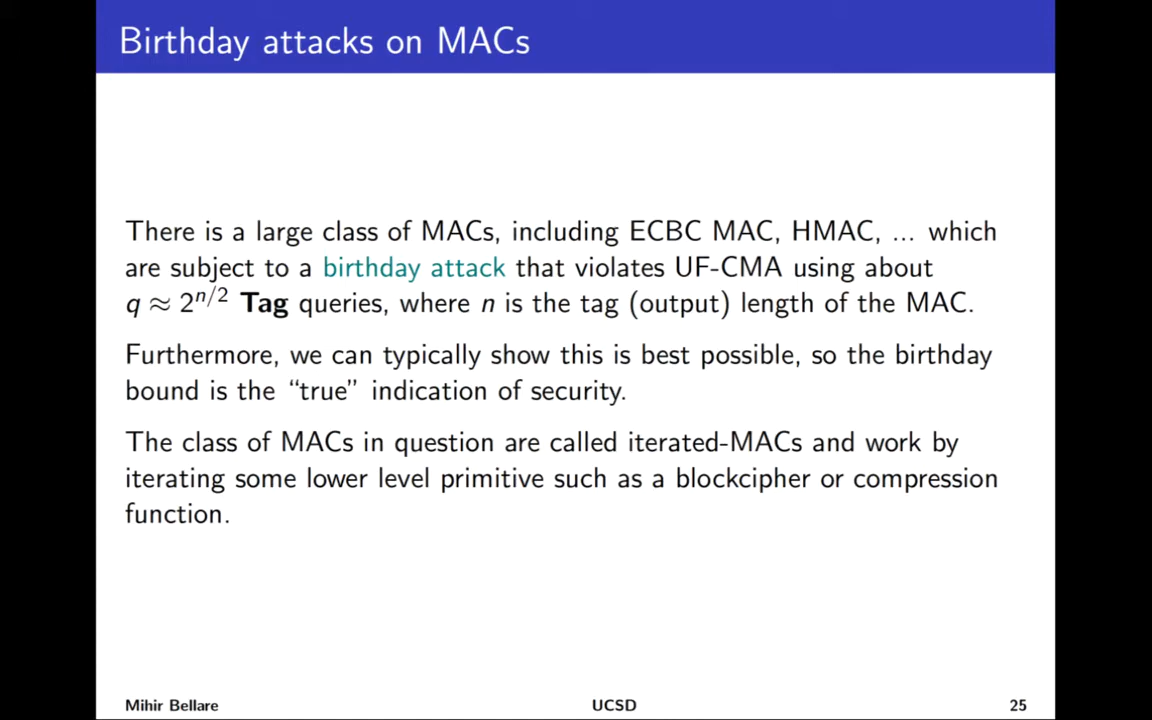 Birthday attacks on MACs
There is a large class of MACs, including ECBC MAC, HMAC, ... which
are subject to a birthday attack that violates UF-CMA using about
q ≈ 2^{n/2} Tag queries, where n is the tag (output) length of the MAC.
Furthermore, we can typically show this is best possible, so the birthday
bound is the “true” indication of security.
The class of MACs in question are called iterated-MACs and work by
iterating some lower level primitive such as a blockcipher or compression
function.
Mihir Bellare UCSD 25